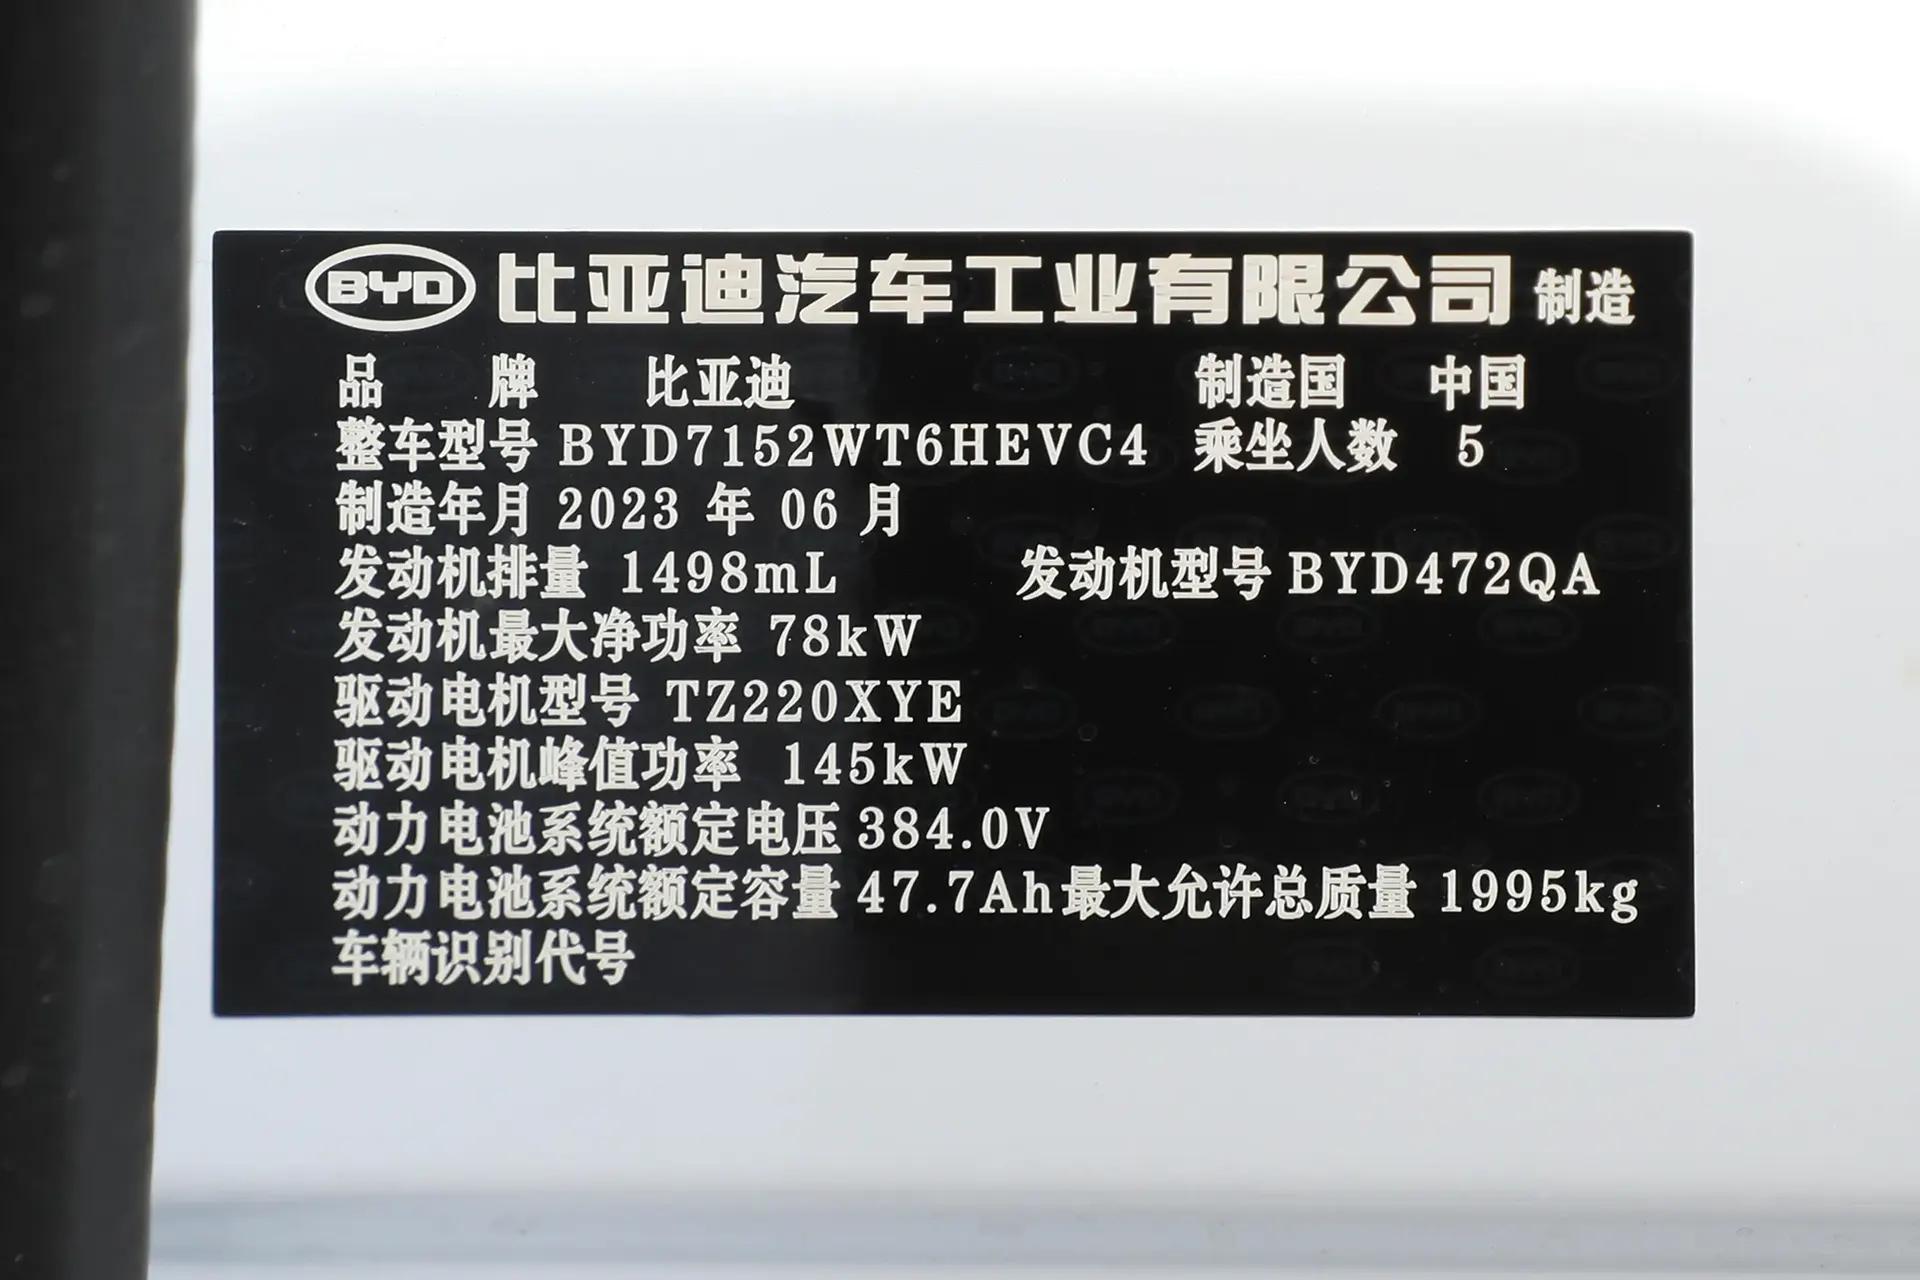 BYD 比亚迪汽车工业有限公司 制造
品 牌 比亚迪 制造国 中国
整车型号 BYD7152WT6HEVC4 乘坐人数 5
制造年月 2023 年 06 月
发动机排量 1498mL 发动机型号 BYD472QA
发动机最大净功率 78kW
驱动电机型号 TZ220XYE
驱动电机峰值功率 145kW
动力电池系统额定电压 384.0V
动力电池系统额定容量 47.7Ah 最大允许总质量 1995kg
车辆识别代号